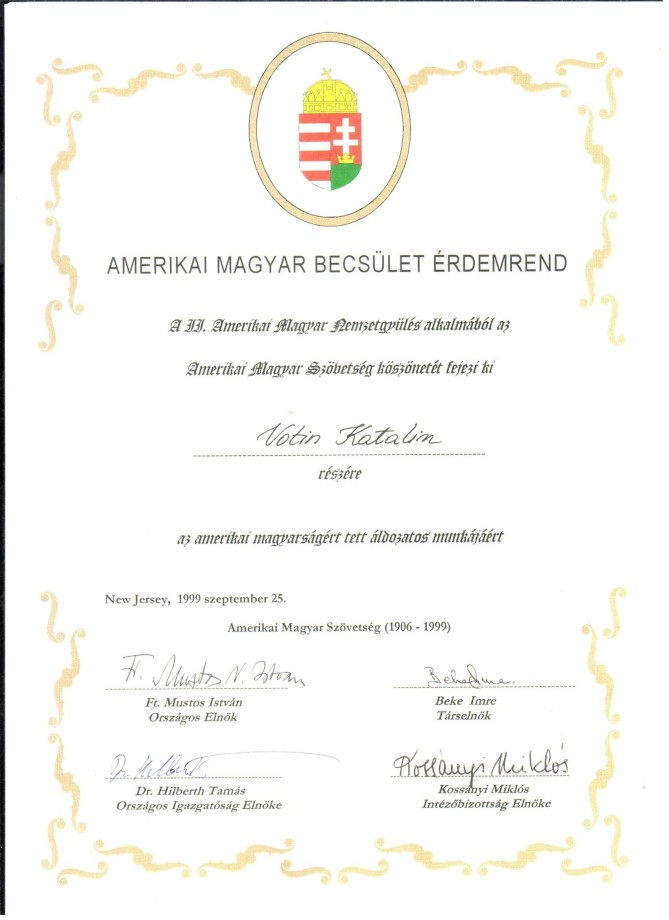 AMERIKAI MAGYAR BECSÜLET ÉRDEMREND
A II. Amerikai Magyar Nemzetgyülés alkalmából az
Amerikai Magyar Szövetség köszönetét fejezi ki
Votin Katalin
részére
az amerikai magyarságért tett áldozatos munkájáért
New Jersey, 1999 szeptember 25.
Amerikai Magyar Szövetség (1906 - 1999)
Ft. Mustos N. István
Ft. Mustos István
Országos Elnök
Beke Imre
Beke Imre
Társelnök
Dr. Hilberth
Dr. Hilberth Tamás
Országos Igazgatóság Elnöke
Kossányi Miklós
Kossányi Miklós
Intézőbizottság Elnöke